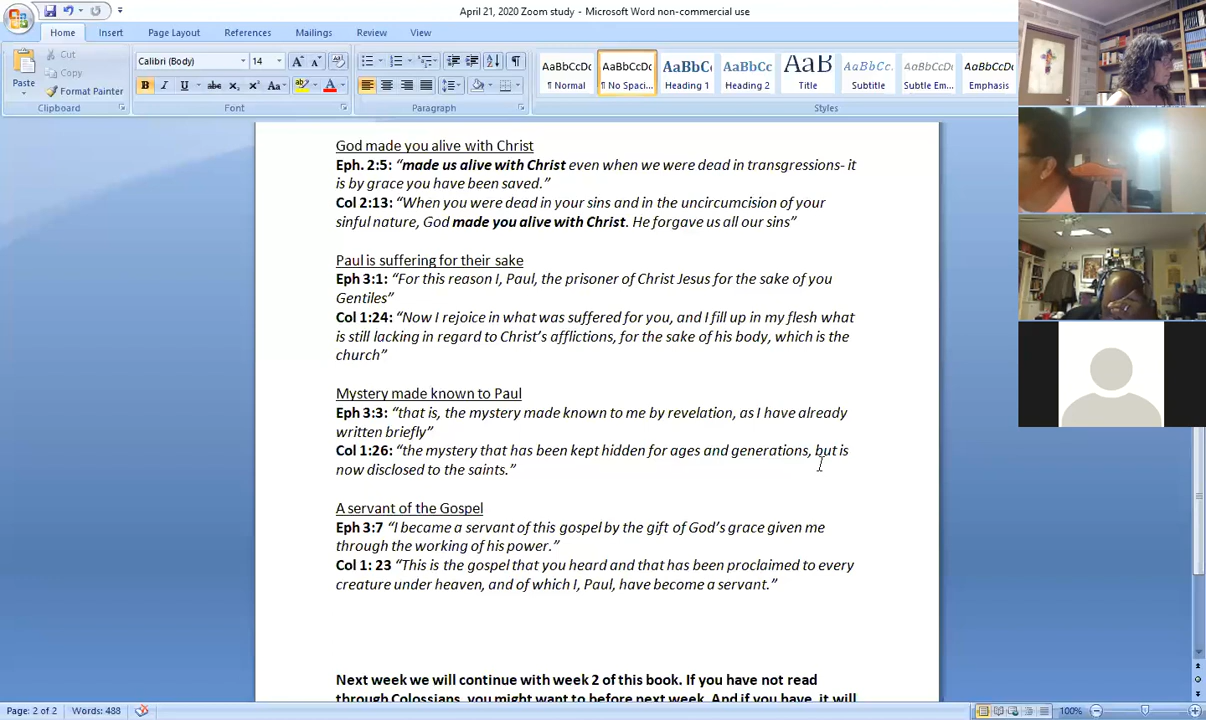 April 21, 2020 Zoom study - Microsoft Word non-commercial use
Home Insert Page Layout References Mailings Review View
Cut
Copy
Format Painter
Paste
Clipboard
Calibri (Body) 14
Font
Paragraph
AaBbCcDc AaBbCcDc AaBbCc AaBbCc AaB AaBbCc AaBbCcDc AaBbCcDc
¶ Normal ¶ No Spaci... Heading 1 Heading 2 Title Subtitle Subtle Em... Emphasis
Styles
God made you alive with Christ
Eph. 2:5: “made us alive with Christ even when we were dead in transgressions- it
is by grace you have been saved.”
Col 2:13: “When you were dead in your sins and in the uncircumcision of your
sinful nature, God made you alive with Christ. He forgave us all our sins”
Paul is suffering for their sake
Eph 3:1: “For this reason I, Paul, the prisoner of Christ Jesus for the sake of you
Gentiles”
Col 1:24: “Now I rejoice in what was suffered for you, and I fill up in my flesh what
is still lacking in regard to Christ’s afflictions, for the sake of his body, which is the
church”
Mystery made known to Paul
Eph 3:3: “that is, the mystery made known to me by revelation, as I have already
written briefly”
Col 1:26: “the mystery that has been kept hidden for ages and generations, but is
now disclosed to the saints.”
A servant of the Gospel
Eph 3:7 “I became a servant of this gospel by the gift of God’s grace given me
through the working of his power.”
Col 1: 23 “This is the gospel that you heard and that has been proclaimed to every
creature under heaven, and of which I, Paul, have become a servant.”
Next week we will continue with week 2 of this book. If you have not read
through Colossians, you might want to before next week. And if you have, it will
Page: 2 of 2 Words: 488 100%